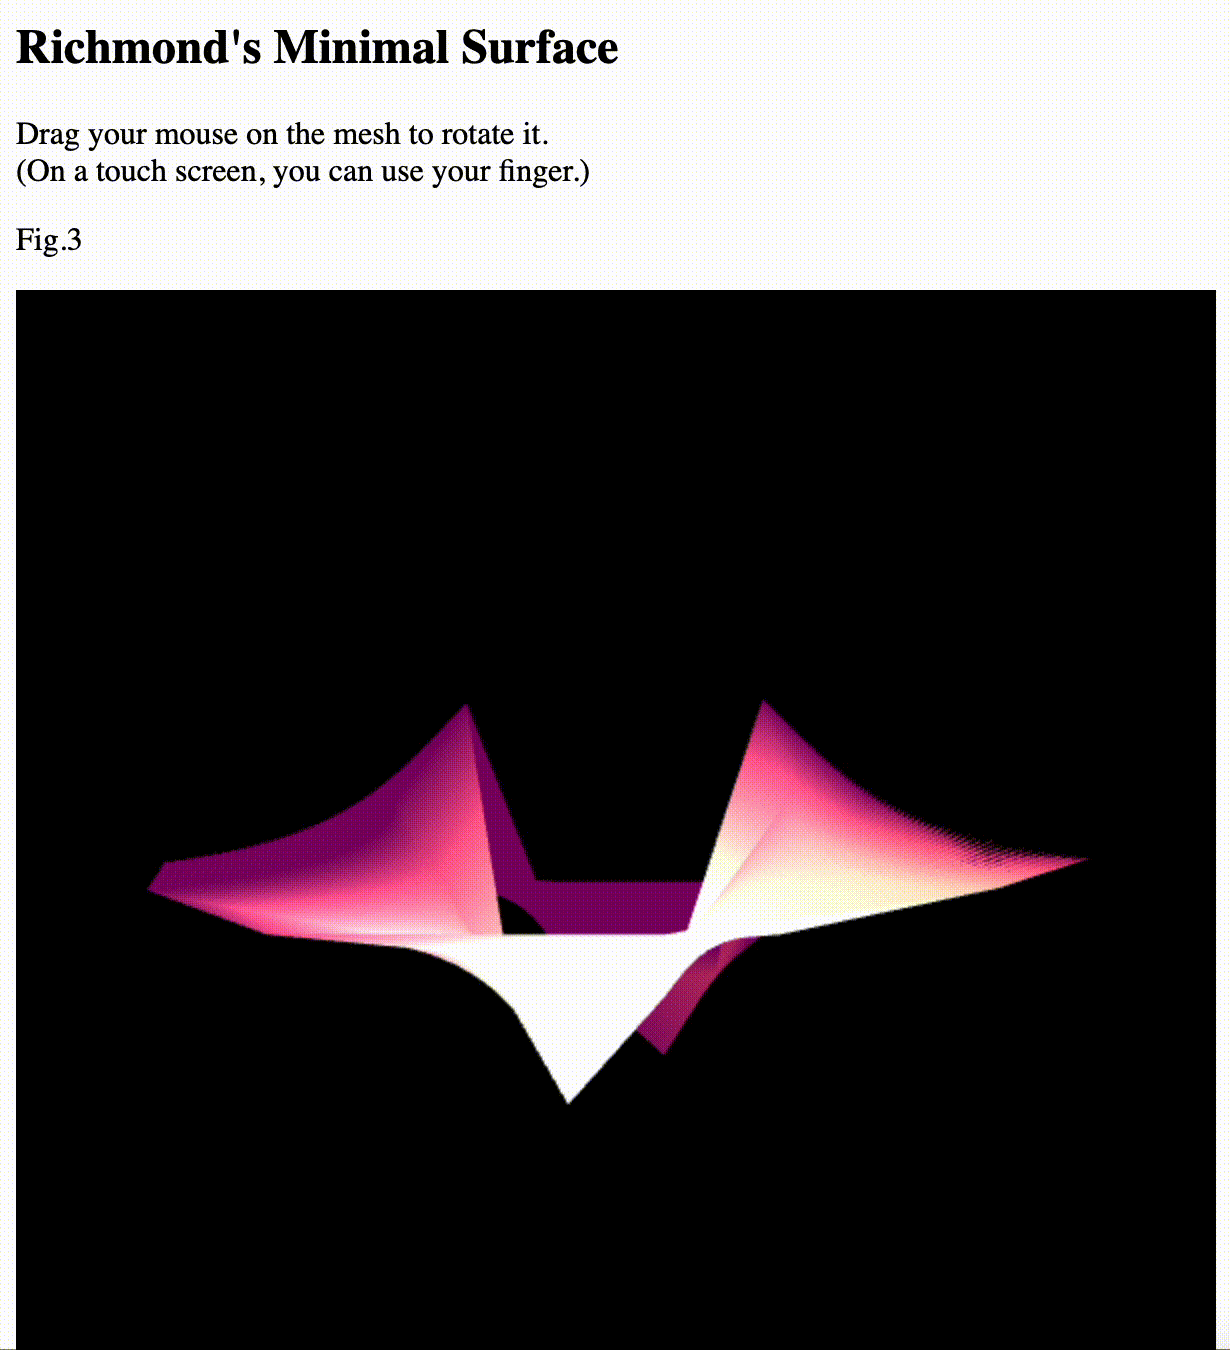 Richmond's Minimal Surface
Drag your mouse on the mesh to rotate it.
(On a touch screen, you can use your finger.)
Fig.3